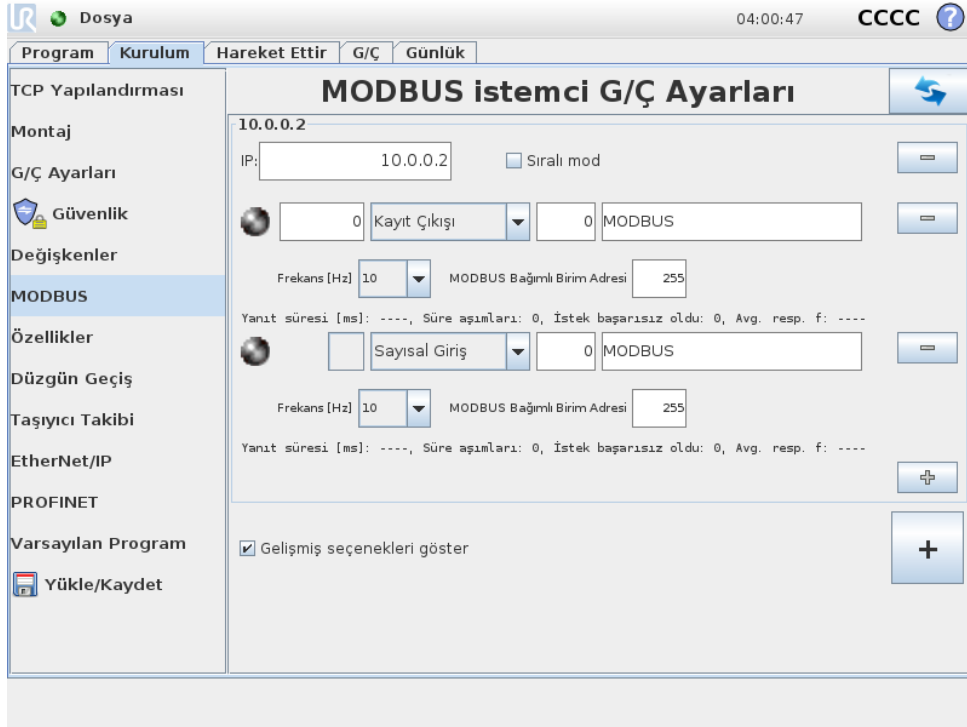 UR Dosya 04:00:47 CCCC ?
Program Kurulum Hareket Ettir G/Ç Günlük
TCP Yapılandırması
Montaj
G/Ç Ayarları
Güvenlik
Değişkenler
MODBUS
Özellikler
Düzgün Geçiş
Taşıyıcı Takibi
EtherNet/IP
PROFINET
Varsayılan Program
Yükle/Kaydet
MODBUS istemci G/Ç Ayarları
10.0.0.2
IP: 10.0.0.2 Sıralı mod
0 Kayıt Çıkışı 0 MODBUS
Frekans [Hz] 10 MODBUS Bağımlı Birim Adresi 255
Yanıt süresi [ms]: ----, Süre aşımları: 0, İstek başarısız oldu: 0, Avg. resp. f: ----
Sayısal Giriş 0 MODBUS
Frekans [Hz] 10 MODBUS Bağımlı Birim Adresi 255
Yanıt süresi [ms]: ----, Süre aşımları: 0, İstek başarısız oldu: 0, Avg. resp. f: ----
Gelişmiş seçenekleri göster